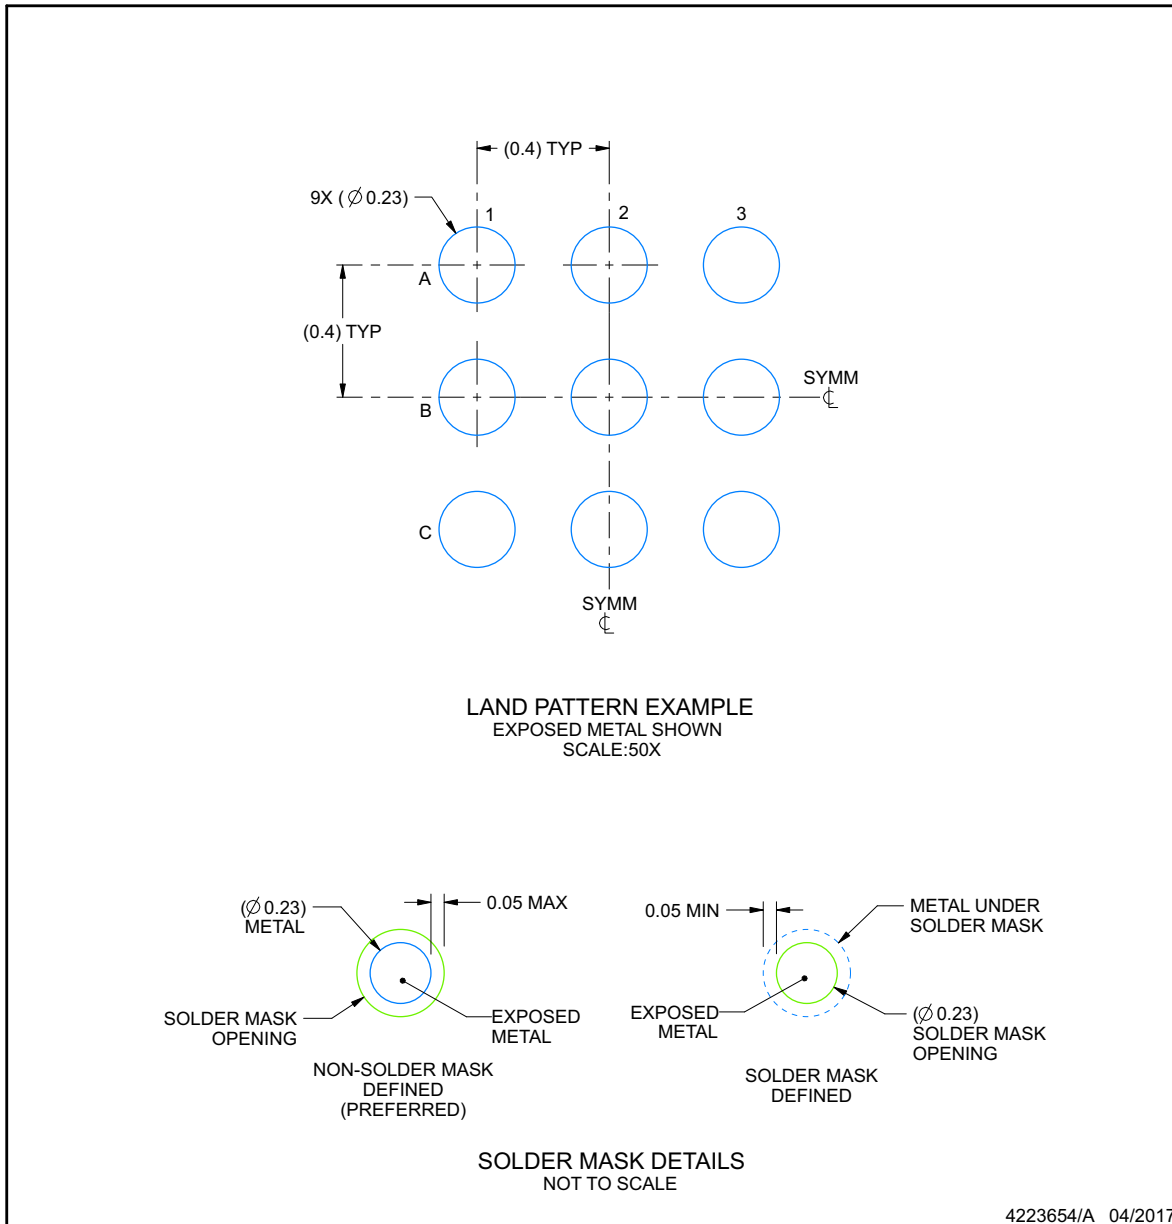 (0.4) TYP
9X (∅0.23)
1
2
3
A
(0.4) TYP
SYMM
℄
B
C
SYMM
℄
LAND PATTERN EXAMPLE
EXPOSED METAL SHOWN
SCALE:50X
(∅0.23)
METAL
0.05 MAX
SOLDER MASK
OPENING
EXPOSED
METAL
NON-SOLDER MASK
DEFINED
(PREFERRED)
0.05 MIN
METAL UNDER
SOLDER MASK
EXPOSED
METAL
(∅0.23)
SOLDER MASK
OPENING
SOLDER MASK
DEFINED
SOLDER MASK DETAILS
NOT TO SCALE
4223654/A 04/2017